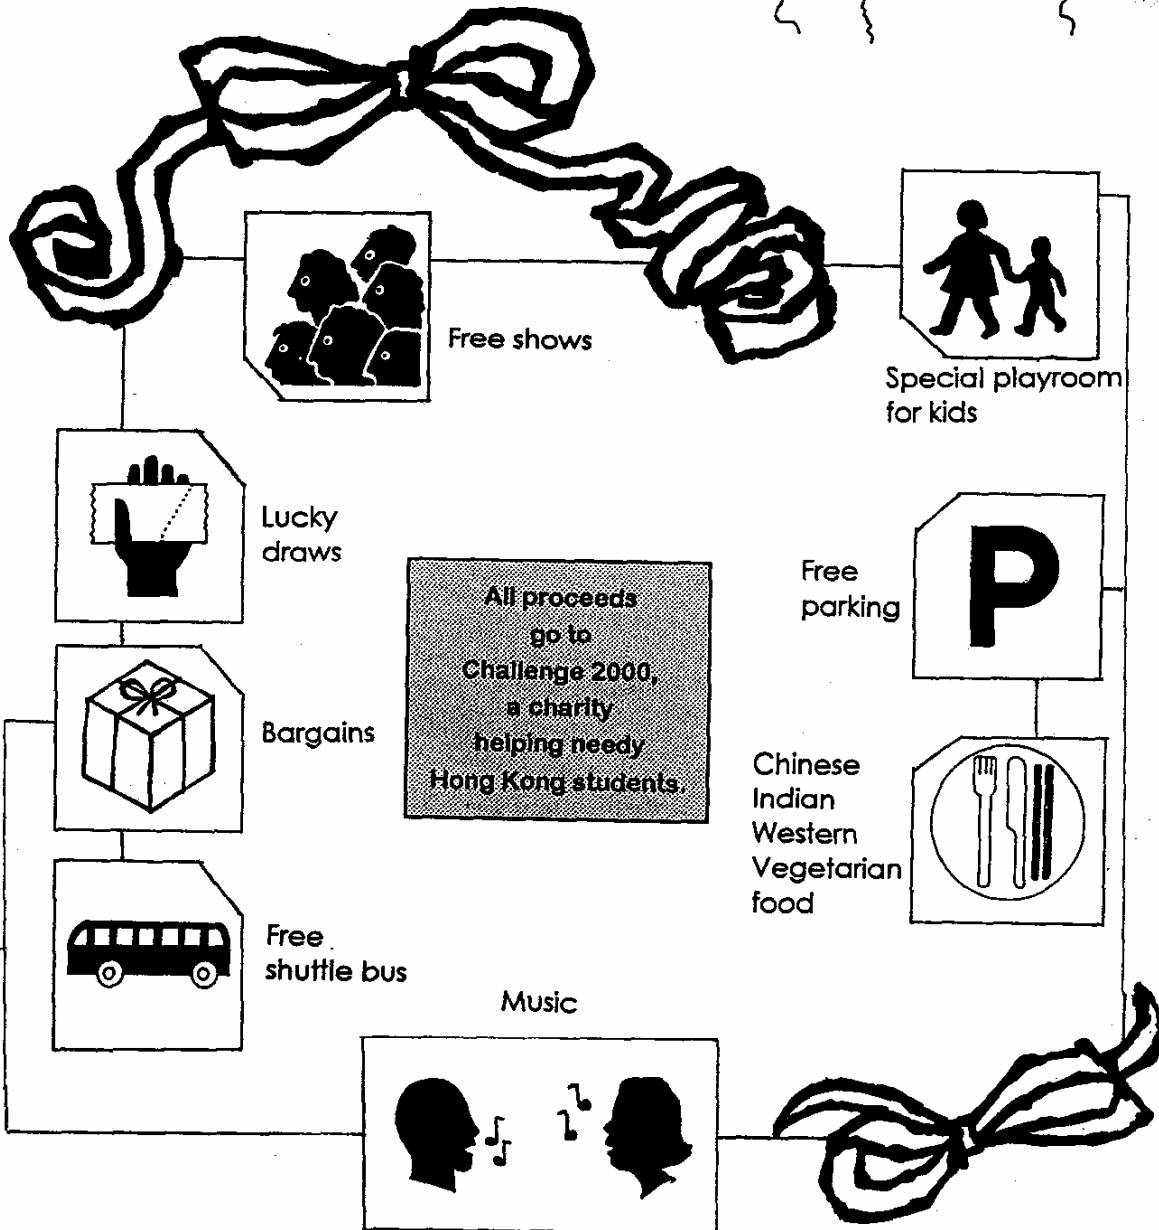 Free shows
Special playroom
for kids
Lucky
draws
Free
parking
All proceeds
go to
Challenge 2000,
a charity
helping needy
Hong Kong students.
Bargains
Chinese
Indian
Western
Vegetarian
food
Free
shuttle bus
Music
P